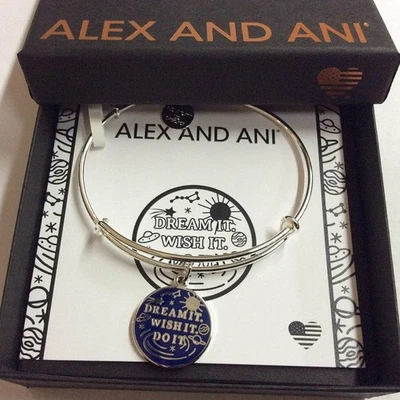 ALEX AND ANI®
ALEX AND ANI®
DREAM IT.
WISH IT.
DREAM IT.
WISH IT.
DO IT.